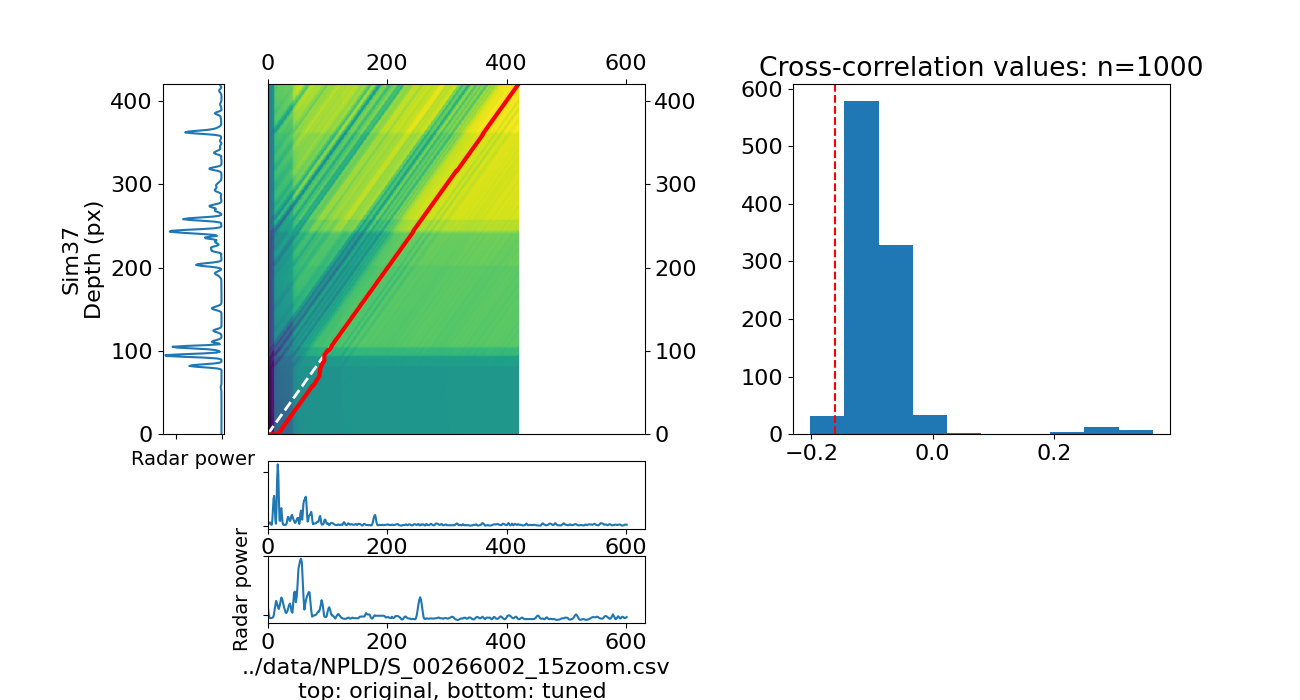 0 200 400 600
Cross-correlation values: n=1000
400
300
200
100
0
Sim37
Depth (px)
Radar power
400
300
200
100
0
600
500
400
300
200
100
0
−0.2 0.0 0.2
0 200 400 600
Radar power
0 200 400 600
../data/NPLD/S_00266002_15zoom.csv
top: original, bottom: tuned